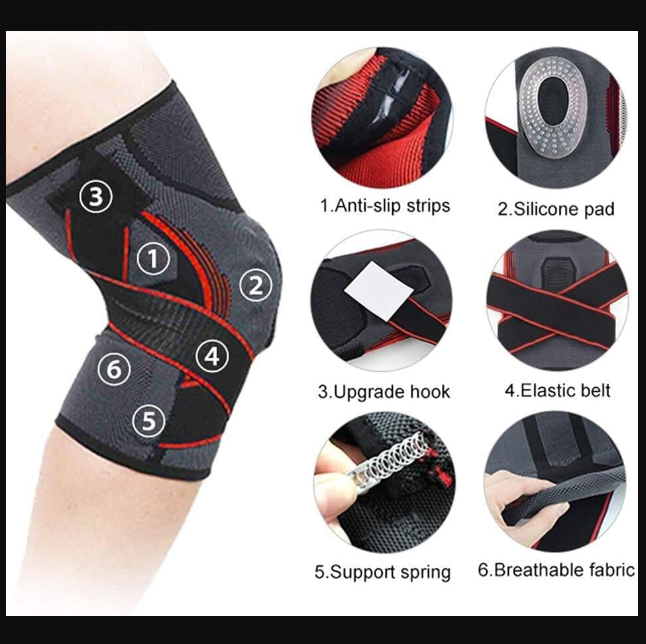 3
1
2
4
6
5
1.Anti-slip strips
2.Silicone pad
3.Upgrade hook
4.Elastic belt
5.Support spring
6.Breathable fabric